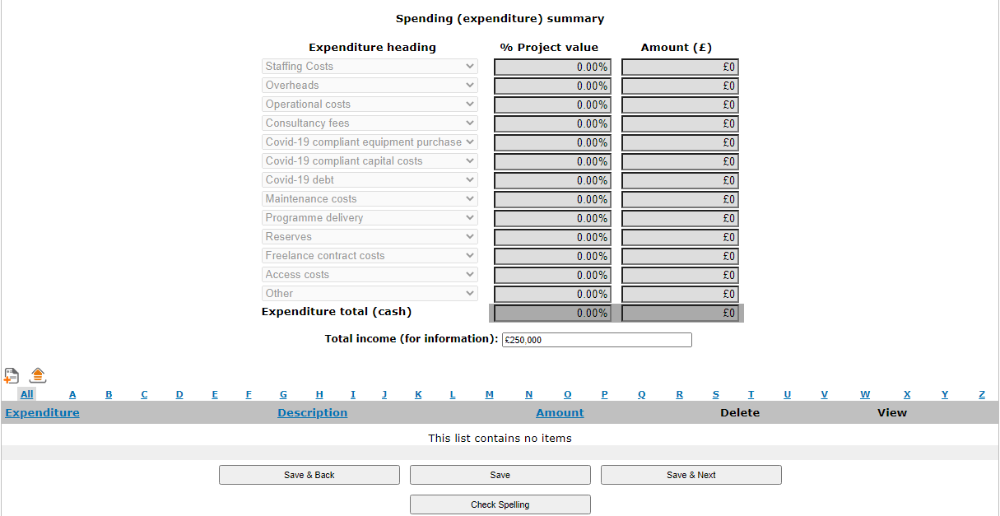 Spending (expenditure) summary
Expenditure heading % Project value Amount (£)
Staffing Costs 0.00% £0
Overheads 0.00% £0
Operational costs 0.00% £0
Consultancy fees 0.00% £0
Covid-19 compliant equipment purchase 0.00% £0
Covid-19 compliant capital costs 0.00% £0
Covid-19 debt 0.00% £0
Maintenance costs 0.00% £0
Programme delivery 0.00% £0
Reserves 0.00% £0
Freelance contract costs 0.00% £0
Access costs 0.00% £0
Other 0.00% £0
Expenditure total (cash) 0.00% £0
Total income (for information): £250,000
All A B C D E F G H I J K L M N O P Q R S T U V W X Y Z
Expenditure Description Amount Delete View
This list contains no items
Save & Back Save Save & Next
Check Spelling